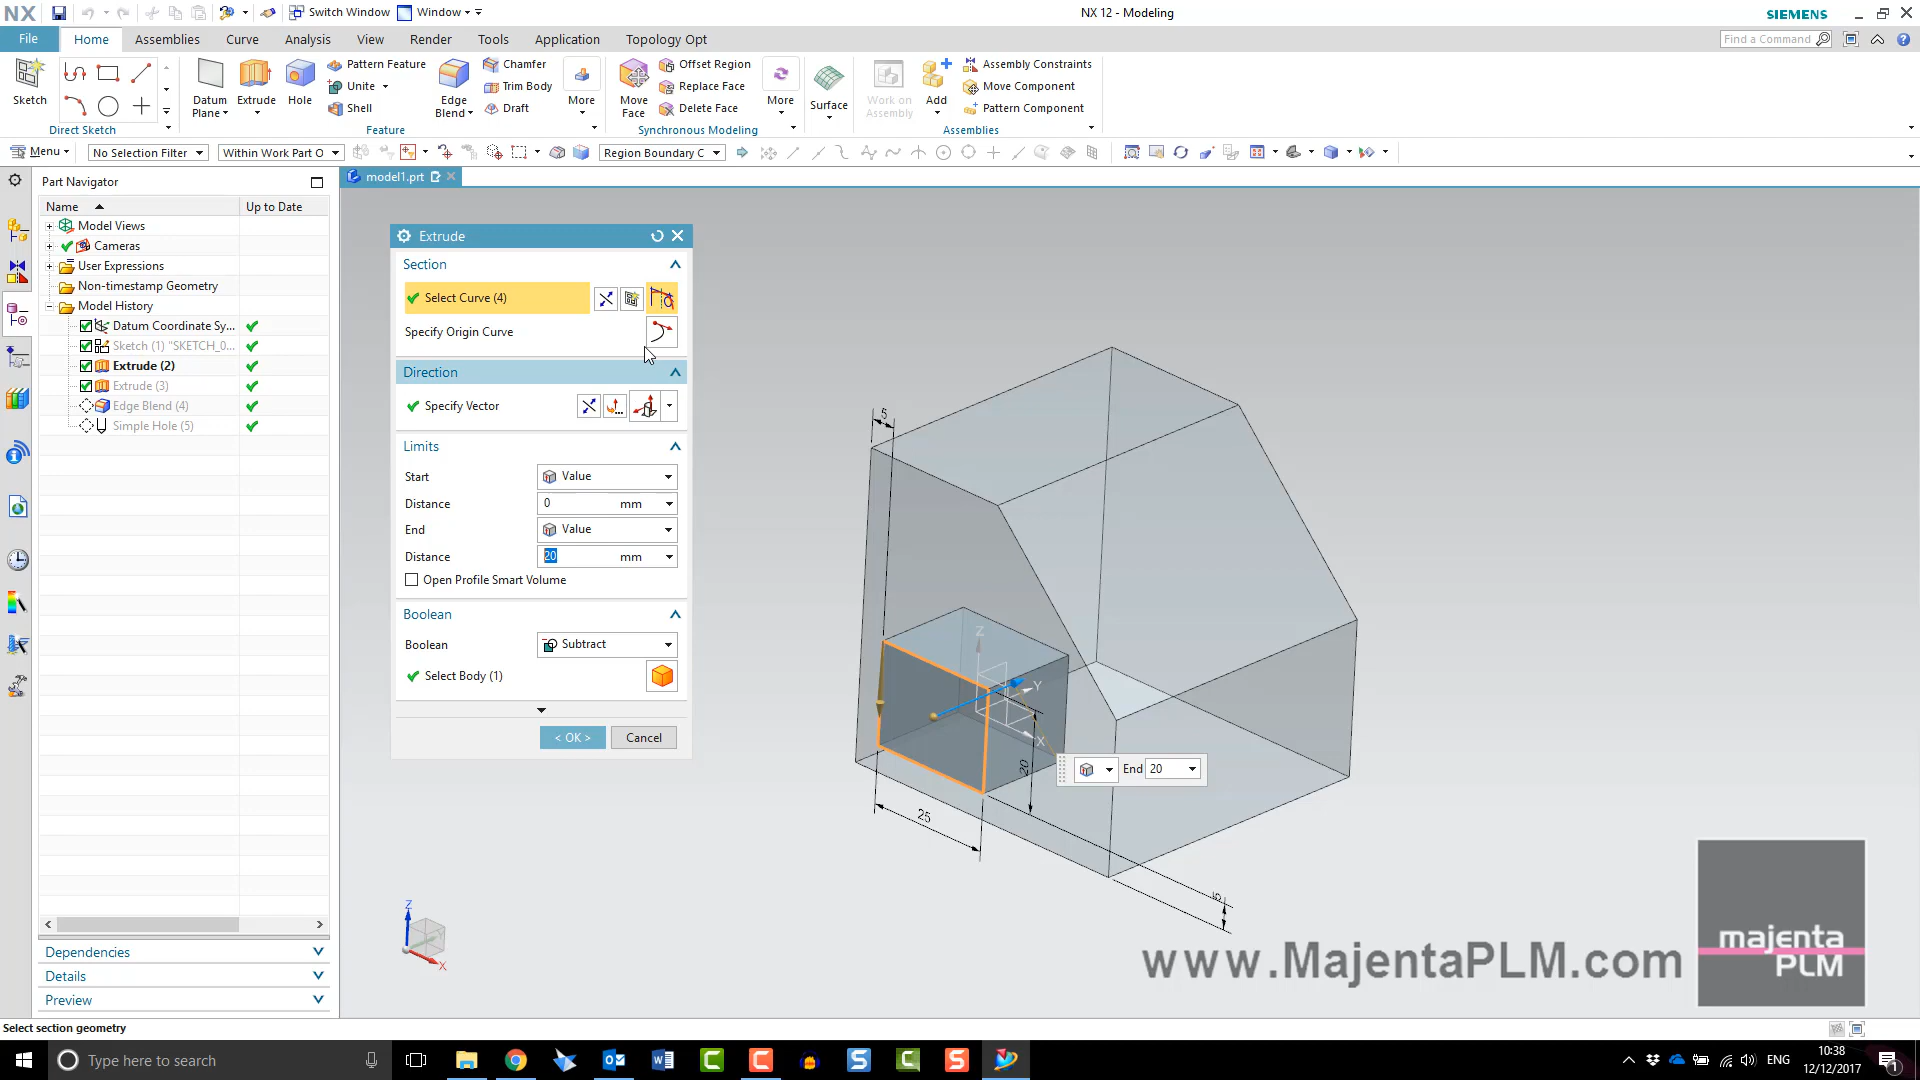 NX
Switch Window
Window
NX 12 - Modeling
SIEMENS
File
Home
Assemblies
Curve
Analysis
View
Render
Tools
Application
Topology Opt
Find a Command
Sketch
Direct Sketch
Datum Plane
Extrude
Hole
Pattern Feature
Unite
Shell
Edge Blend
Chamfer
Trim Body
Draft
More
Feature
Move Face
Offset Region
Replace Face
Delete Face
More
Synchronous Modeling
Surface
Work on Assembly
Add
Assembly Constraints
Move Component
Pattern Component
Assemblies
Menu
No Selection Filter
Within Work Part O
Region Boundary C
Part Navigator
model1.prt
Name
Up to Date
Model Views
Cameras
User Expressions
Non-timestamp Geometry
Model History
Datum Coordinate Sy...
Sketch (1) "SKETCH_0...
Extrude (2)
Extrude (3)
Edge Blend (4)
Simple Hole (5)
Dependencies
Details
Preview
Extrude
Section
Select Curve (4)
Specify Origin Curve
Direction
Specify Vector
Limits
Start
Value
Distance
0 mm
End
Value
Distance
20 mm
Open Profile Smart Volume
Boolean
Boolean
Subtract
Select Body (1)
< OK >
Cancel
5
Z
Y
X
20
End 20
25
5
Z
X
www.MajentaPLM.com
majenta
PLM
Select section geometry
Type here to search
ENG
10:38
12/12/2017
1